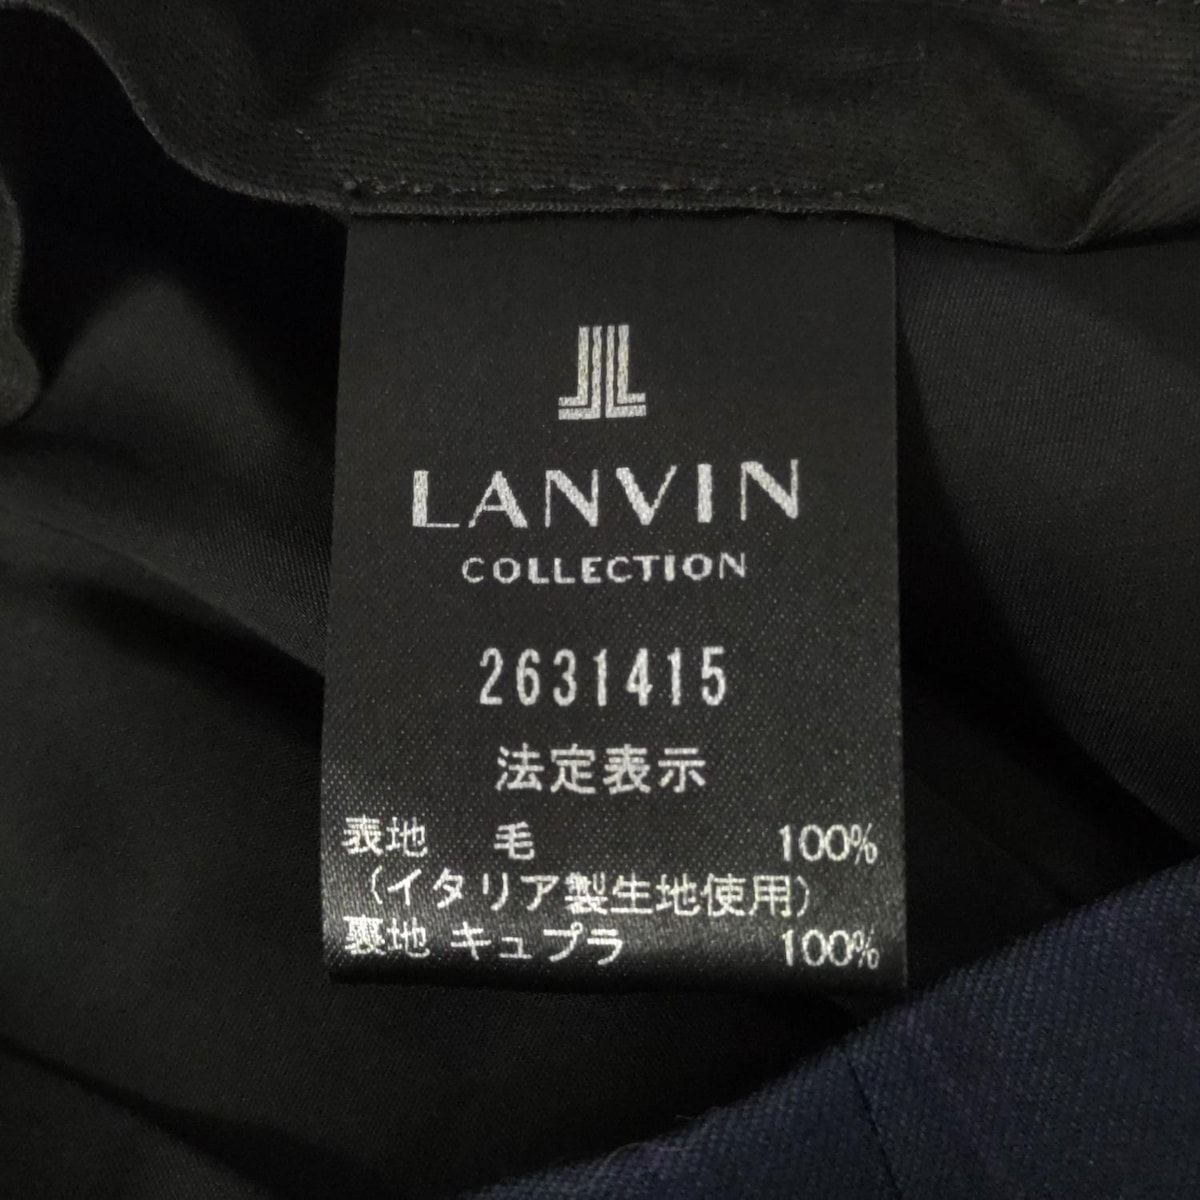 LANVIN
COLLECTION
2631415
法定表示
表地 毛 100%
(イタリア製生地使用)
裏地 キュプラ 100%